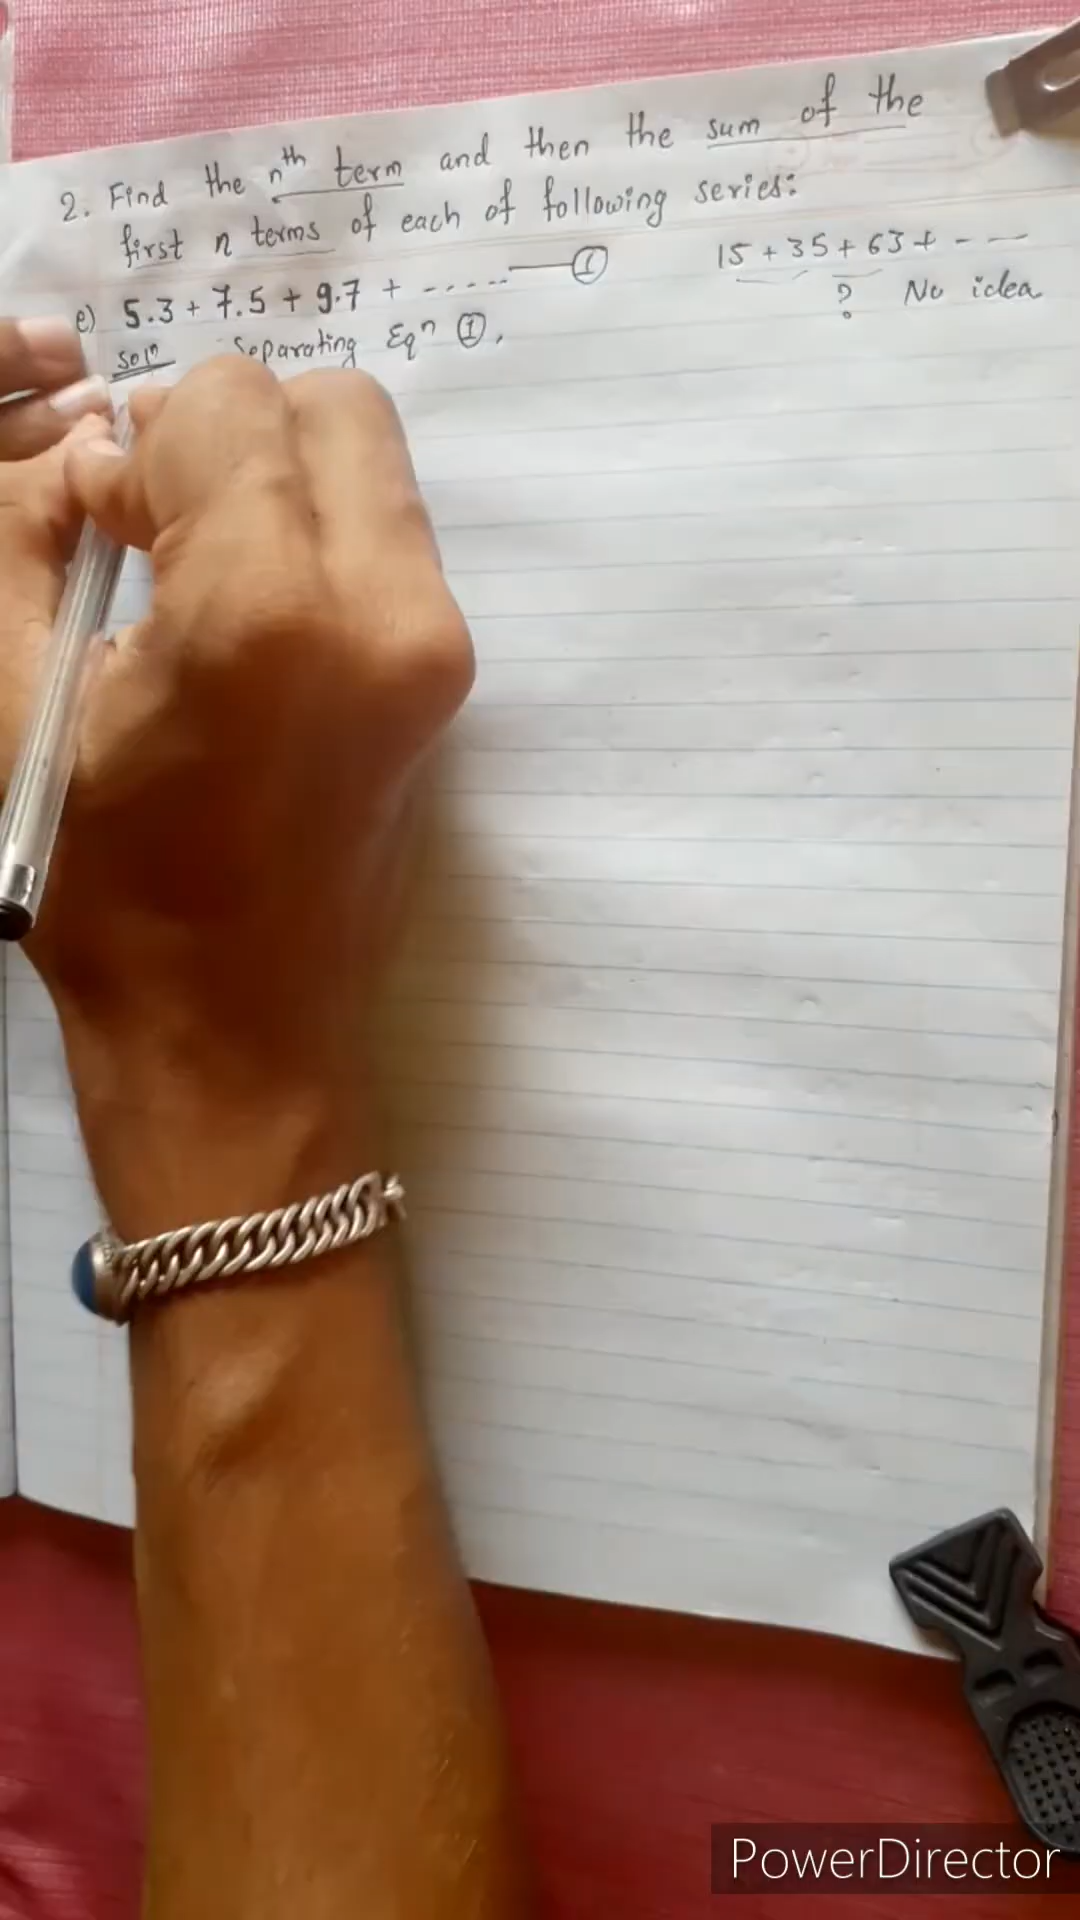 2. Find the nth term and then the sum of the
first n terms of each of following series:
e) 5.3 + 7.5 + 9.7 + ...... ——— ①
15 + 35 + 63 + - - —
? No idea
Solⁿ Separating Eqⁿ ①,
PowerDirector